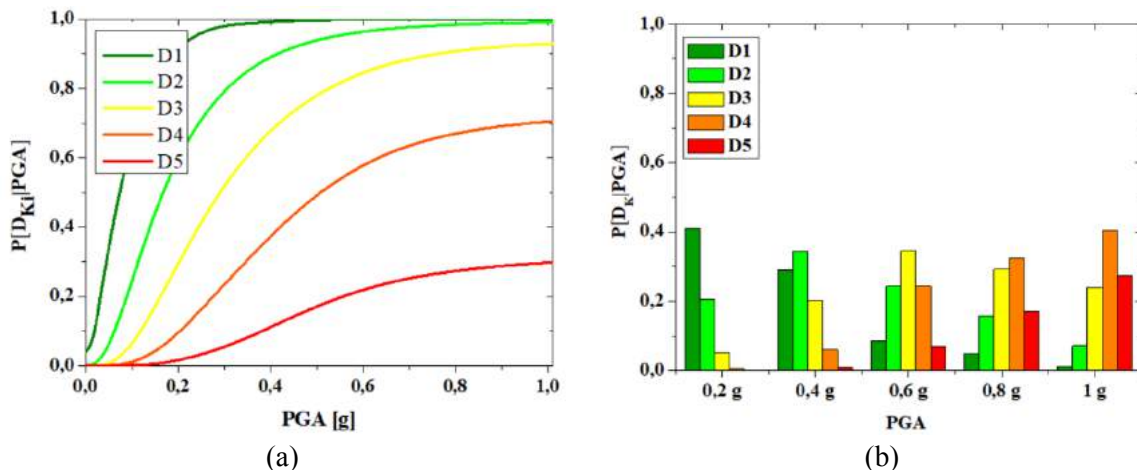 1,0
0,8
0,6
0,4
0,2
0,0
P[D_Ki|PGA]
D1
D2
D3
D4
D5
0,0 0,2 0,4 0,6 0,8 1,0
PGA [g]
(a)
1,0
0,8
0,6
0,4
0,2
0,0
P[D_K|PGA]
D1
D2
D3
D4
D5
0,2 g 0,4 g 0,6 g 0,8 g 1 g
PGA
(b)